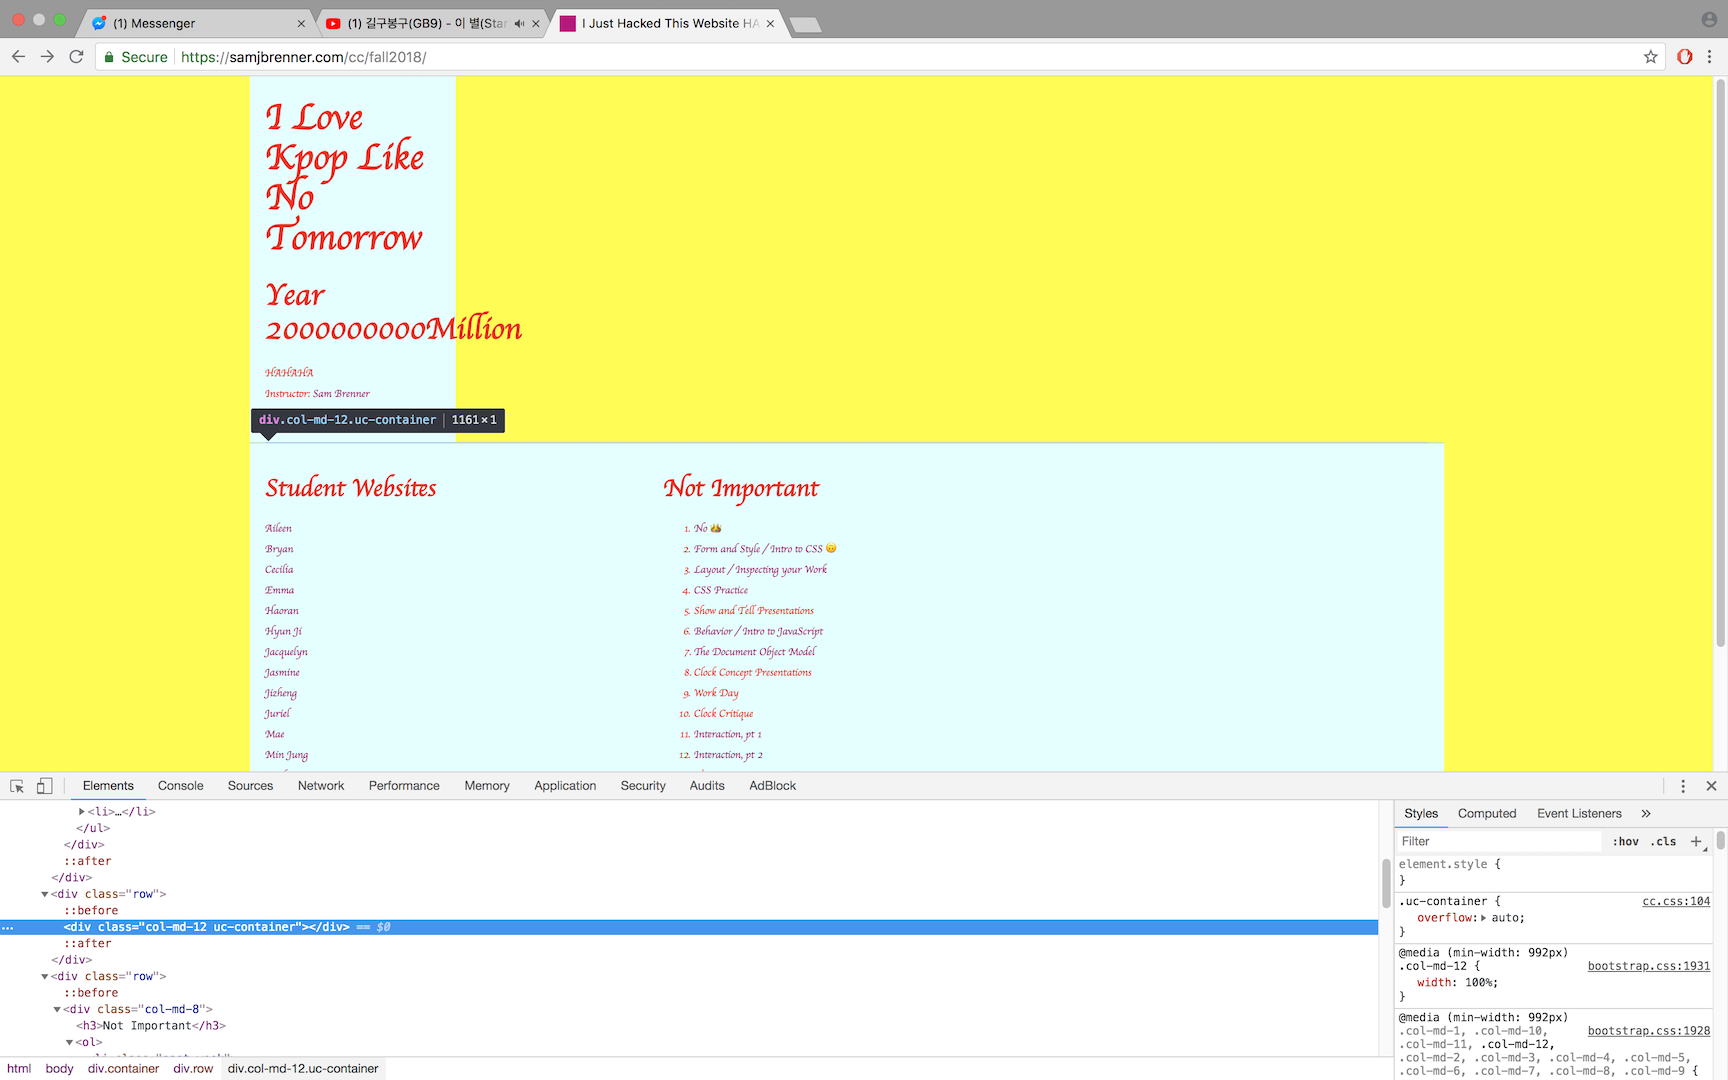 (1) Messenger
(1) 길구봉구(GB9) - 이 별(Star
I Just Hacked This Website HA
Secure
https://samjbrenner.com/cc/fall2018/
I Love
Kpop Like
No
Tomorrow
Year
2000000000Million
HAHAHA
Instructor: Sam Brenner
div.col-md-12.uc-container | 1161 × 1
Student Websites
Aileen
Bryan
Cecilia
Emma
Haoran
Hyun Ji
Jacquelyn
Jasmine
Jizheng
Juriel
Mae
Min Jung
Not Important
1. No
2. Form and Style / Intro to CSS
3. Layout / Inspecting your Work
4. CSS Practice
5. Show and Tell Presentations
6. Behavior / Intro to JavaScript
7. The Document Object Model
8. Clock Concept Presentations
9. Work Day
10. Clock Critique
11. Interaction, pt 1
12. Interaction, pt 2
Elements Console Sources Network Performance Memory Application Security Audits AdBlock
<li>…</li>
</ul>
</div>
::after
</div>
<div class="row">
::before
... <div class="col-md-12 uc-container"></div> == $0
::after
</div>
<div class="row">
::before
<div class="col-md-8">
<h3>Not Important</h3>
<ol>
html body div.container div.row div.col-md-12.uc-container
Styles Computed Event Listeners »
Filter :hov .cls +
element.style {
}
.uc-container { cc.css:104
overflow: auto;
}
@media (min-width: 992px)
.col-md-12 { bootstrap.css:1931
width: 100%;
}
@media (min-width: 992px)
.col-md-1, .col-md-10, bootstrap.css:1928
.col-md-11, .col-md-12,
.col-md-2, .col-md-3, .col-md-4, .col-md-5,
.col-md-6, .col-md-7, .col-md-8, .col-md-9 {